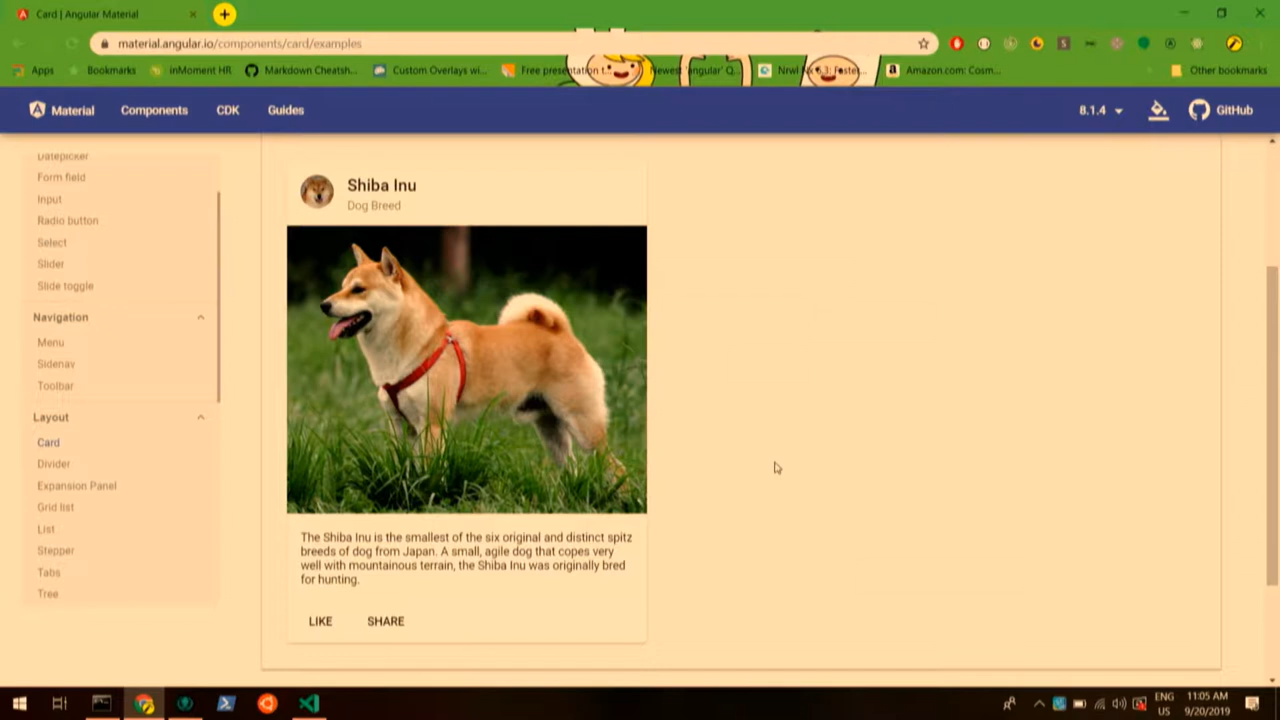 Card | Angular Material
material.angular.io/components/card/examples
Apps Bookmarks inMoment HR Markdown Cheatsh... Custom Overlays wi... Free presentation t... Newest 'angular' Q... Nrwl Amazon.com: Cosm... Other bookmarks
Material Components CDK Guides 8.1.4 GitHub
Datepicker
Form field
Input
Radio button
Select
Slider
Slide toggle
Navigation
Menu
Sidenav
Toolbar
Layout
Card
Divider
Expansion Panel
Grid list
List
Stepper
Tabs
Tree
Shiba Inu
Dog Breed
The Shiba Inu is the smallest of the six original and distinct spitz
breeds of dog from Japan. A small, agile dog that copes very
well with mountainous terrain, the Shiba Inu was originally bred
for hunting.
LIKE SHARE
ENG
US
11:05 AM
9/20/2019